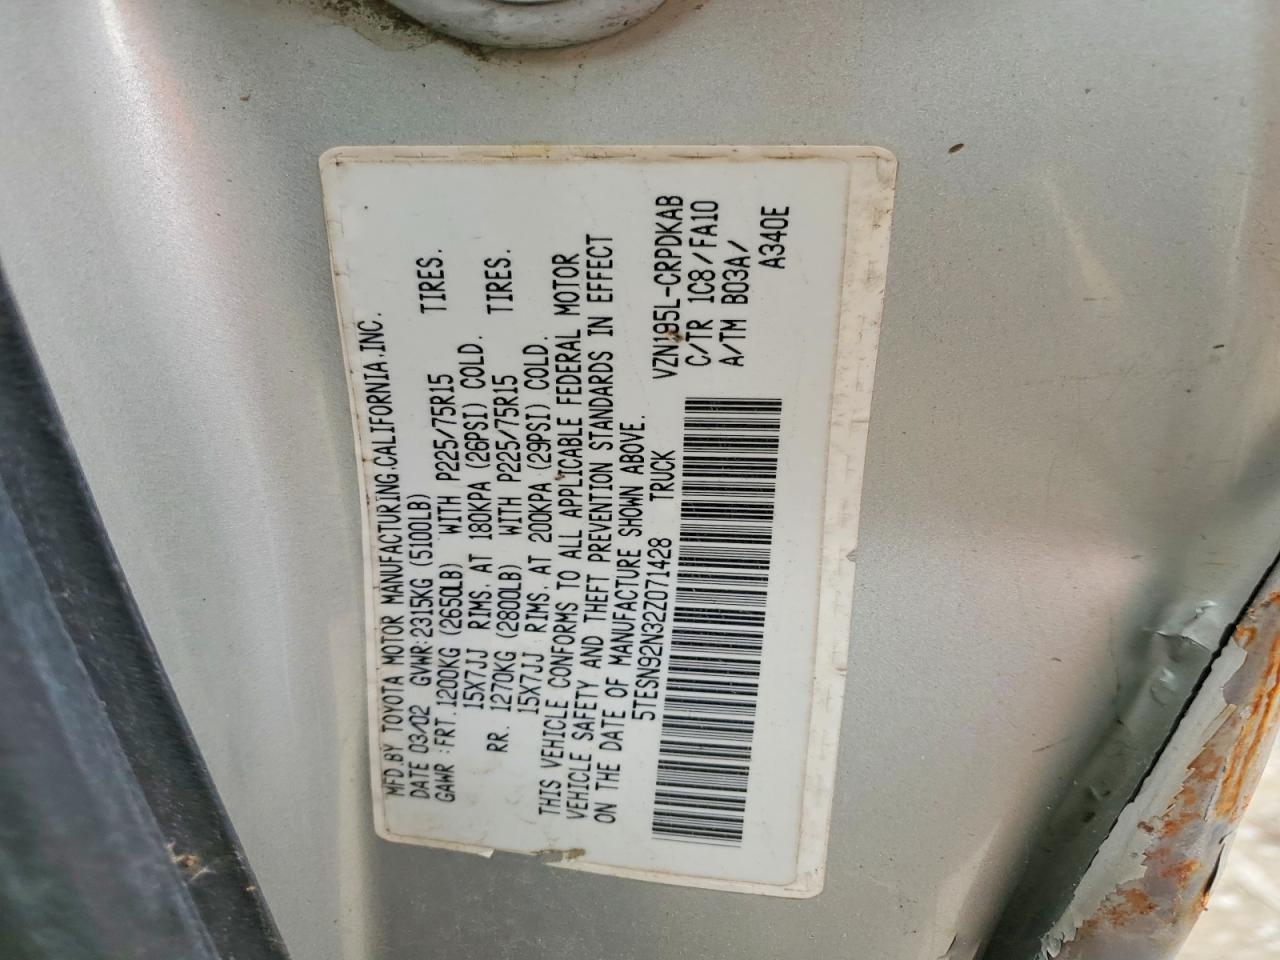 MFD.BY TOYOTA MOTOR MANUFACTURING,CALIFORNIA,INC.
DATE 03/02 GVWR:2315KG (5100LB)
GAWR :FRT.1200KG (2650LB) WITH P225/75R15 TIRES.
15X7JJ RIMS. AT 180KPA (26PSI) COLD.
RR. 1270KG (2800LB) WITH P225/75R15 TIRES.
15X7JJ RIMS. AT 200KPA (29PSI) COLD.
THIS VEHICLE CONFORMS TO ALL APPLICABLE FEDERAL MOTOR
VEHICLE SAFETY AND THEFT PREVENTION STANDARDS IN EFFECT
ON THE DATE OF MANUFACTURE SHOWN ABOVE.
5TESN92N32Z071428 TRUCK
VZN195L-CRPDKAB
C/TR 1C8/FA10
A/TM B03A/
A340E